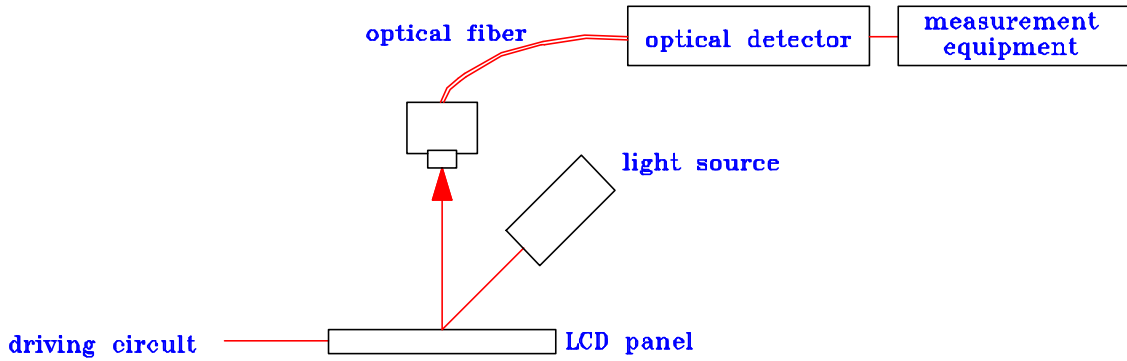 optical fiber
optical detector
measurement
equipment
light source
driving circuit
LCD panel